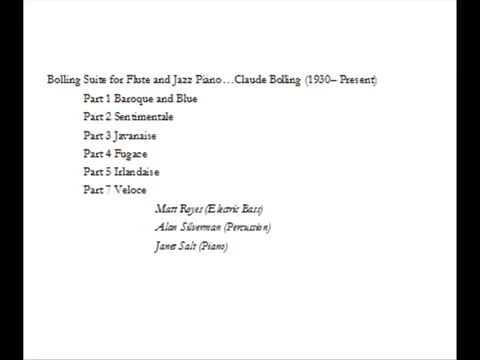 Bolling Suite for Flute and Jazz Piano…Claude Bolling (1930– Present)
Part 1 Baroque and Blue
Part 2 Sentimentale
Part 3 Javanaise
Part 4 Fugace
Part 5 Irlandaise
Part 7 Veloce
Matt Royes (Electric Bass)
Alan Silverman (Percussion)
Janet Salt (Piano)